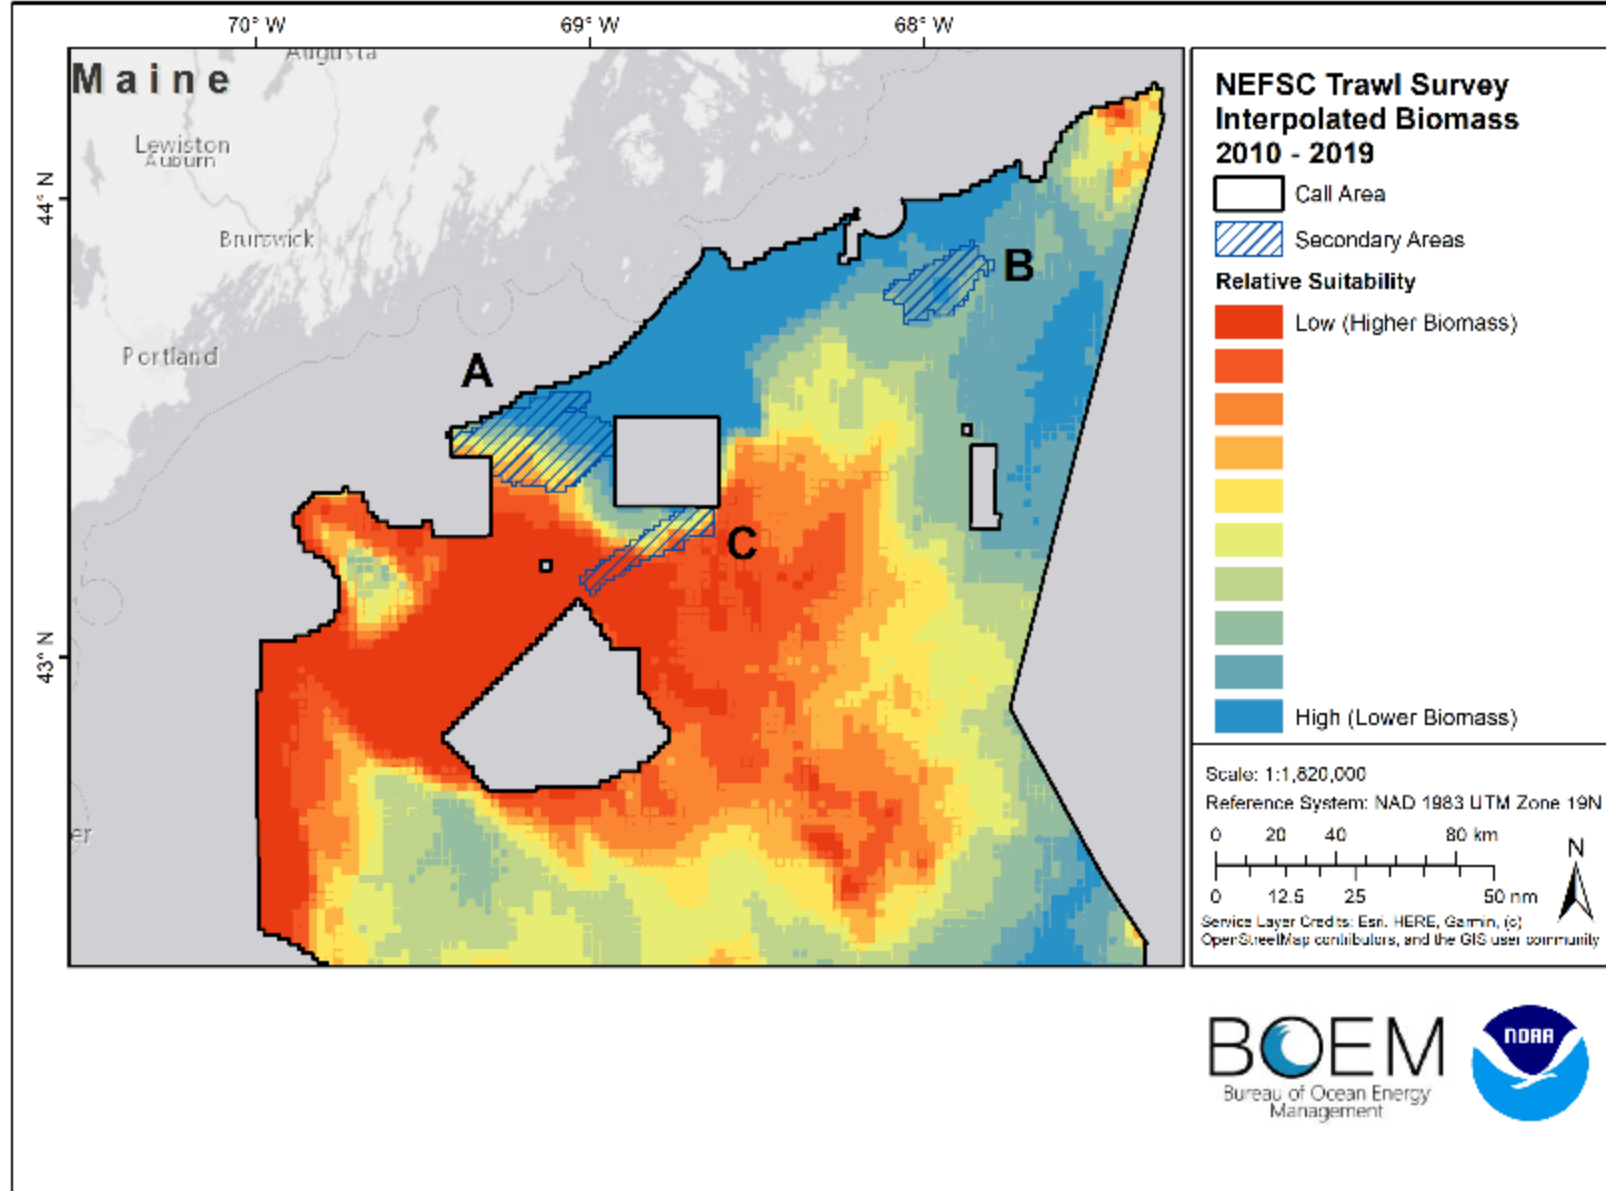 70° W 69° W 68° W
Augusta
Maine
Lewiston
Auburn
44° N
Brunswick
B
Portland
A
C
43° N
er
NEFSC Trawl Survey
Interpolated Biomass
2010 - 2019
Call Area
Secondary Areas
Relative Suitability
Low (Higher Biomass)
High (Lower Biomass)
Scale: 1:1,820,000
Reference System: NAD 1983 UTM Zone 19N
0 20 40 80 km
N
0 12.5 25 50 nm
Service Layer Credits: Esri, HERE, Garmin, (c)
OpenStreetMap contributors, and the GIS user community
BOEM
Bureau of Ocean Energy
Management
NOAA